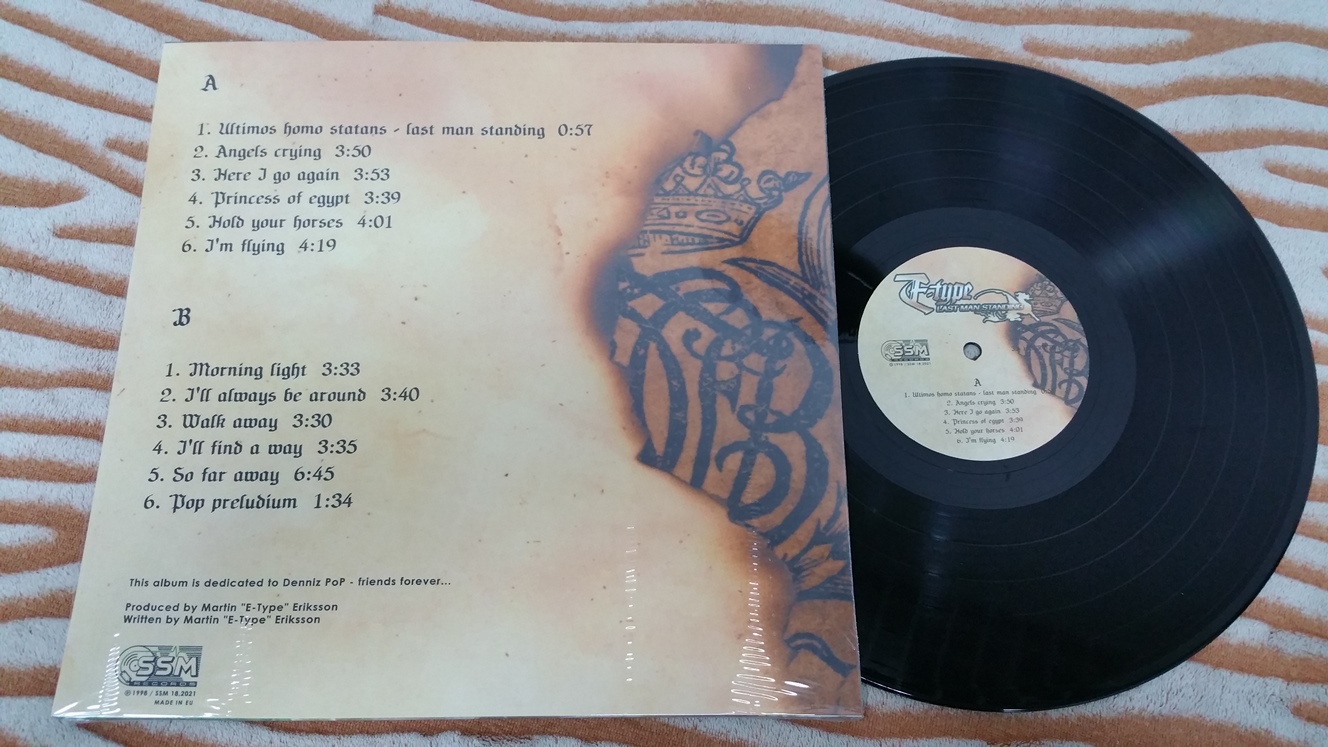 A
1. Ultimos homo statans - last man standing 0:57
2. Angels crying 3:50
3. Here I go again 3:53
4. Princess of egypt 3:39
5. Hold your horses 4:01
6. I'm flying 4:19
B
1. Morning light 3:33
2. I'll always be around 3:40
3. Walk away 3:30
4. I'll find a way 3:35
5. So far away 6:45
6. Pop preludium 1:34
This album is dedicated to Denniz PoP - friends forever...
Produced by Martin "E-Type" Eriksson
Written by Martin "E-Type" Eriksson
SSM
RECORDS
©1998 / SSM 18.2021
MADE IN EU
E-type
LAST MAN STANDING
SSM
RECORDS
©1998 / SSM 18.2021
A
1. Ultimos homo statans - last man standing
2. Angels crying 3:50
3. Here I go again 3:53
4. Princess of egypt 3:39
5. Hold your horses 4:01
6. I'm flying 4:19